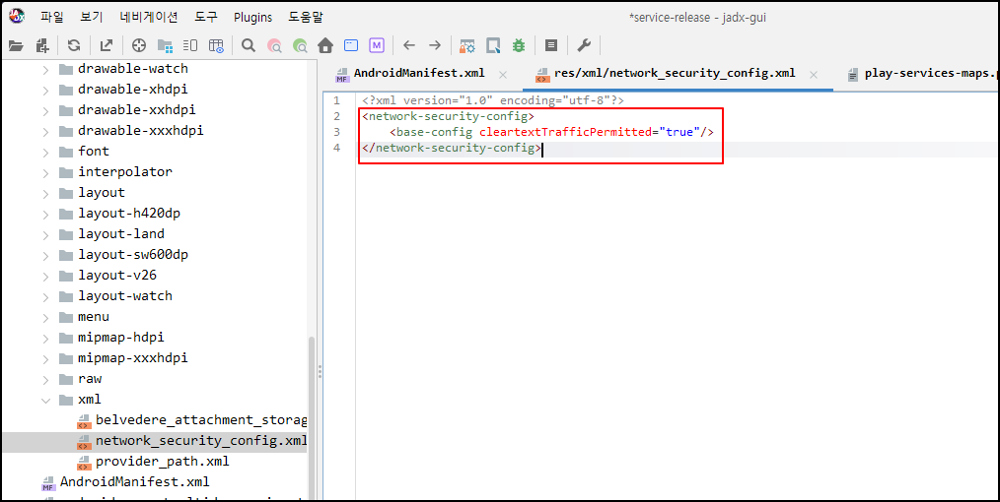 파일 보기 네비게이션 도구 Plugins 도움말 *service-release - jadx-gui
AndroidManifest.xml res/xml/network_security_config.xml play-services-maps.p
drawable-watch
drawable-xhdpi
drawable-xxhdpi
drawable-xxxhdpi
font
interpolator
layout
layout-h420dp
layout-land
layout-sw600dp
layout-v26
layout-watch
menu
mipmap-hdpi
mipmap-xxxhdpi
raw
xml
belvedere_attachment_storag
network_security_config.xml
provider_path.xml
AndroidManifest.xml
1 <?xml version="1.0" encoding="utf-8"?>
2 <network-security-config>
3 <base-config cleartextTrafficPermitted="true"/>
4 </network-security-config>